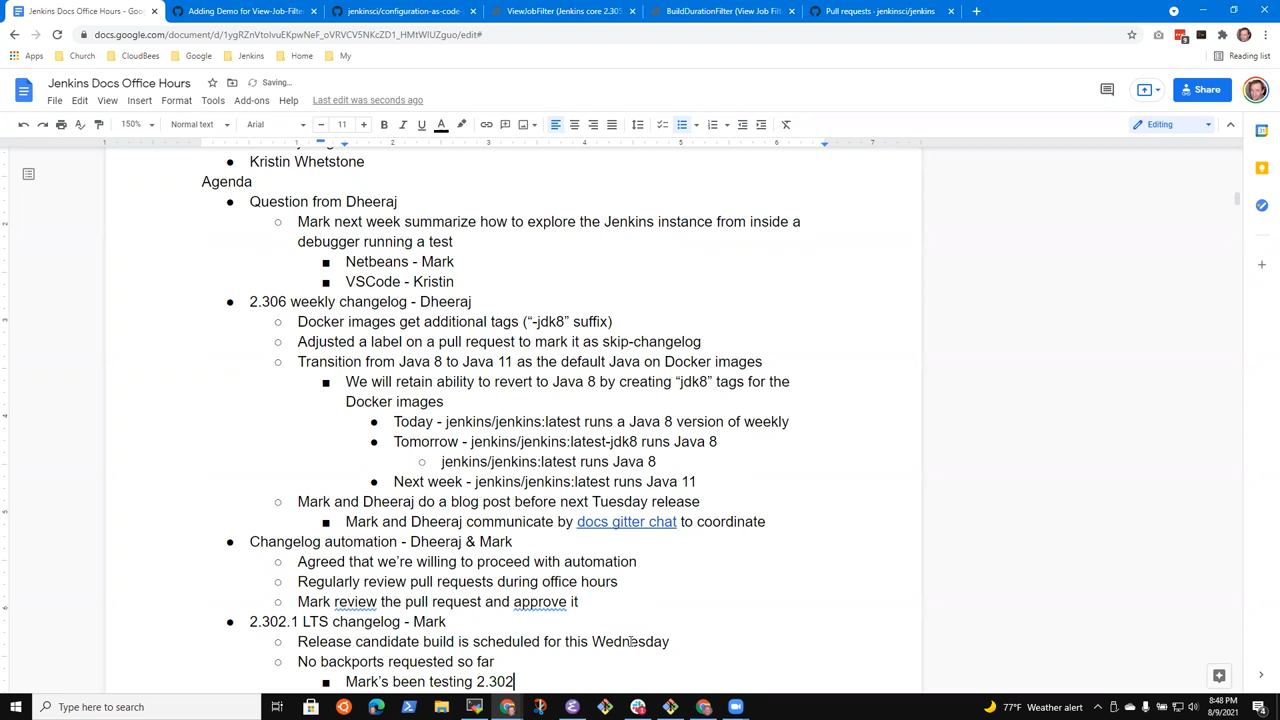 Jenkins Docs Office Hours - Goo
Adding Demo for View-Job-Filter
jenkinsci/configuration-as-code-
ViewJobFilter (Jenkins core 2.305
BuildDurationFilter (View Job Filt
Pull requests · jenkinsci/jenkins
docs.google.com/document/d/1ygRZnVtoIvuEKpwNeF_oVRVCV5NKcZD1_HMtWIUZguo/edit#
Apps
Church
CloudBees
Google
Jenkins
Home
My
Reading list
Jenkins Docs Office Hours
Saving...
File Edit View Insert Format Tools Add-ons Help Last edit was seconds ago
Share
150% Normal text Arial 11 Editing
Kristin Whetstone
Agenda
Question from Dheeraj
Mark next week summarize how to explore the Jenkins instance from inside a
debugger running a test
Netbeans - Mark
VSCode - Kristin
2.306 weekly changelog - Dheeraj
Docker images get additional tags (“-jdk8” suffix)
Adjusted a label on a pull request to mark it as skip-changelog
Transition from Java 8 to Java 11 as the default Java on Docker images
We will retain ability to revert to Java 8 by creating “jdk8” tags for the
Docker images
Today - jenkins/jenkins:latest runs a Java 8 version of weekly
Tomorrow - jenkins/jenkins:latest-jdk8 runs Java 8
jenkins/jenkins:latest runs Java 8
Next week - jenkins/jenkins:latest runs Java 11
Mark and Dheeraj do a blog post before next Tuesday release
Mark and Dheeraj communicate by docs gitter chat to coordinate
Changelog automation - Dheeraj & Mark
Agreed that we’re willing to proceed with automation
Regularly review pull requests during office hours
Mark review the pull request and approve it
2.302.1 LTS changelog - Mark
Release candidate build is scheduled for this Wednesday
No backports requested so far
Mark’s been testing 2.302
Type here to search
77°F Weather alert
8:48 PM
8/9/2021